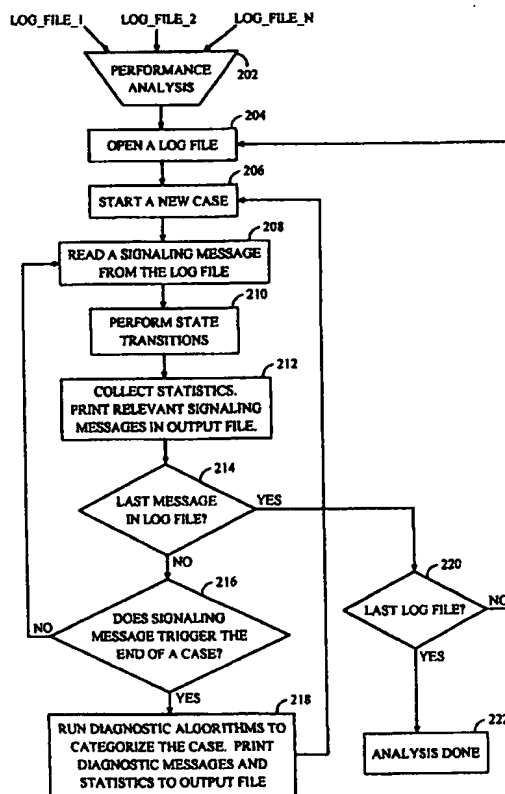 LOG_FILE_1 LOG_FILE_2 LOG_FILE_N
PERFORMANCE
ANALYSIS
202
204
OPEN A LOG FILE
206
START A NEW CASE
208
READ A SIGNALING MESSAGE
FROM THE LOG FILE
210
PERFORM STATE
TRANSITIONS
212
COLLECT STATISTICS.
PRINT RELEVANT SIGNALING
MESSAGES IN OUTPUT FILE.
214
LAST MESSAGE
IN LOG FILE?
YES
NO
216
DOES SIGNALING
MESSAGE TRIGGER THE
END OF A CASE?
NO
YES
218
RUN DIAGNOSTIC ALGORITHMS TO
CATEGORIZE THE CASE. PRINT
DIAGNOSTIC MESSAGES AND
STATISTICS TO OUTPUT FILE
220
LAST LOG FILE?
NO
YES
222
ANALYSIS DONE